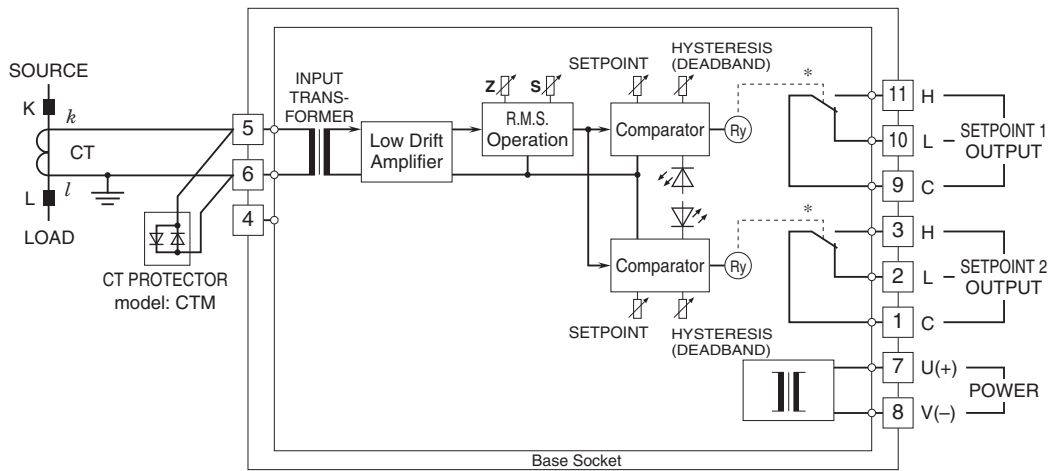 SOURCE
K
k
CT
L
l
LOAD
CT PROTECTOR
model: CTM
5
6
4
INPUT
TRANS-
FORMER
Low Drift
Amplifier
Z
S
R.M.S.
Operation
SETPOINT
HYSTERESIS
(DEADBAND)
Comparator
Ry
*
Comparator
Ry
*
SETPOINT
HYSTERESIS
(DEADBAND)
11 H
10 L
9 C
SETPOINT 1
OUTPUT
3 H
2 L
1 C
SETPOINT 2
OUTPUT
7 U(+)
8 V(–)
POWER
Base Socket